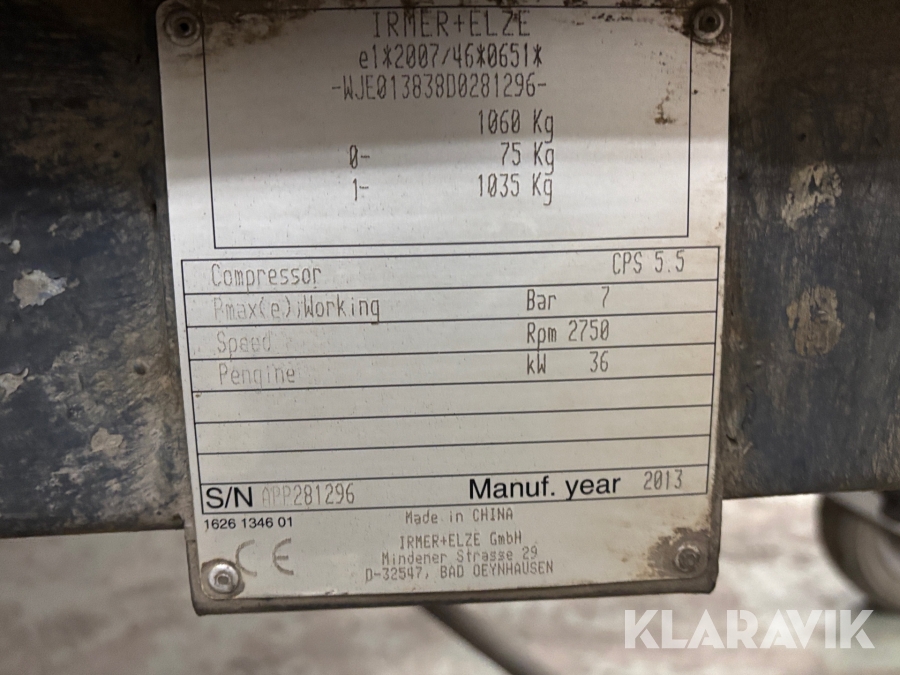 IRMER+ELZE
e1*2007/46*0651*
-WJE013838D0281296-
1060 Kg
0- 75 Kg
1- 1035 Kg
Compressor CPS 5.5
Pmax(e);Working Bar 7
Speed Rpm 2750
Pengine kW 36
S/N APP281296 Manuf. year 2013
1626 1346 01 Made in CHINA
IRMER+ELZE GmbH
Mindener Strasse 29
D-32547, BAD OEYNHAUSEN
CE
KLARAVIK